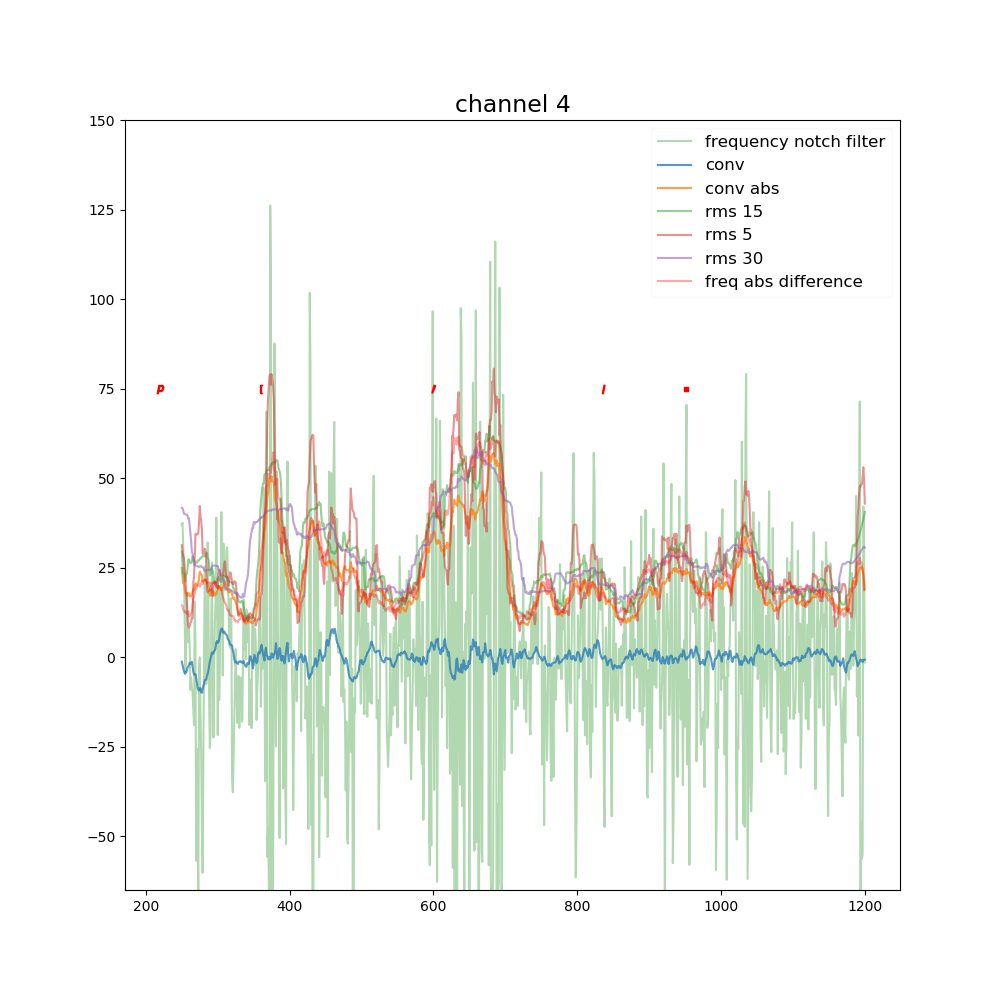 channel 4
150
125
100
75
50
25
0
−25
−50
frequency notch filter
conv
conv abs
rms 15
rms 5
rms 30
freq abs difference
p
200 400 600 800 1000 1200